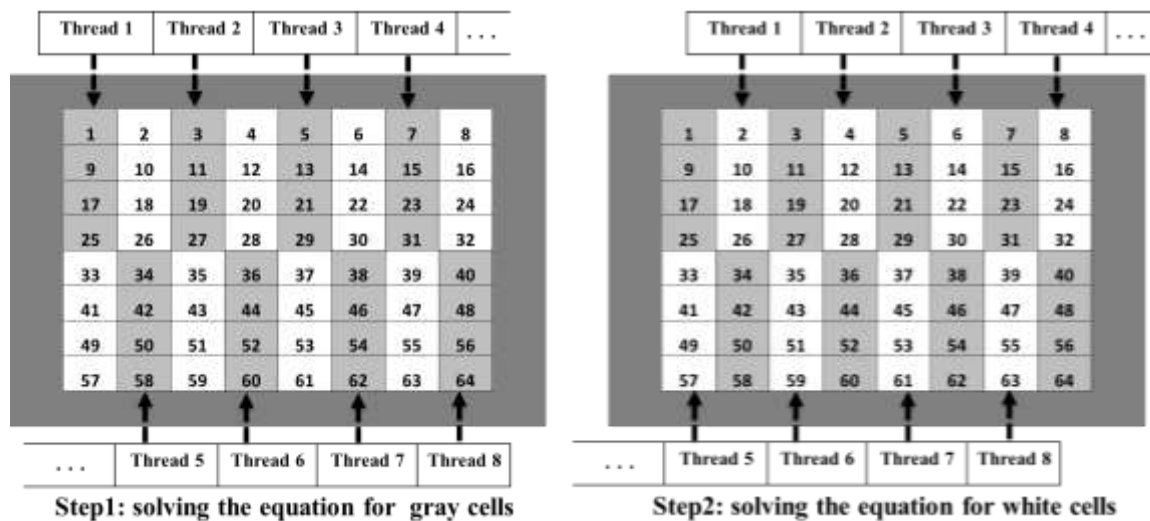 Thread 1 Thread 2 Thread 3 Thread 4 ...
1 2 3 4 5 6 7 8
9 10 11 12 13 14 15 16
17 18 19 20 21 22 23 24
25 26 27 28 29 30 31 32
33 34 35 36 37 38 39 40
41 42 43 44 45 46 47 48
49 50 51 52 53 54 55 56
57 58 59 60 61 62 63 64
... Thread 5 Thread 6 Thread 7 Thread 8
Step1: solving the equation for gray cells
Thread 1 Thread 2 Thread 3 Thread 4 ...
1 2 3 4 5 6 7 8
9 10 11 12 13 14 15 16
17 18 19 20 21 22 23 24
25 26 27 28 29 30 31 32
33 34 35 36 37 38 39 40
41 42 43 44 45 46 47 48
49 50 51 52 53 54 55 56
57 58 59 60 61 62 63 64
... Thread 5 Thread 6 Thread 7 Thread 8
Step2: solving the equation for white cells